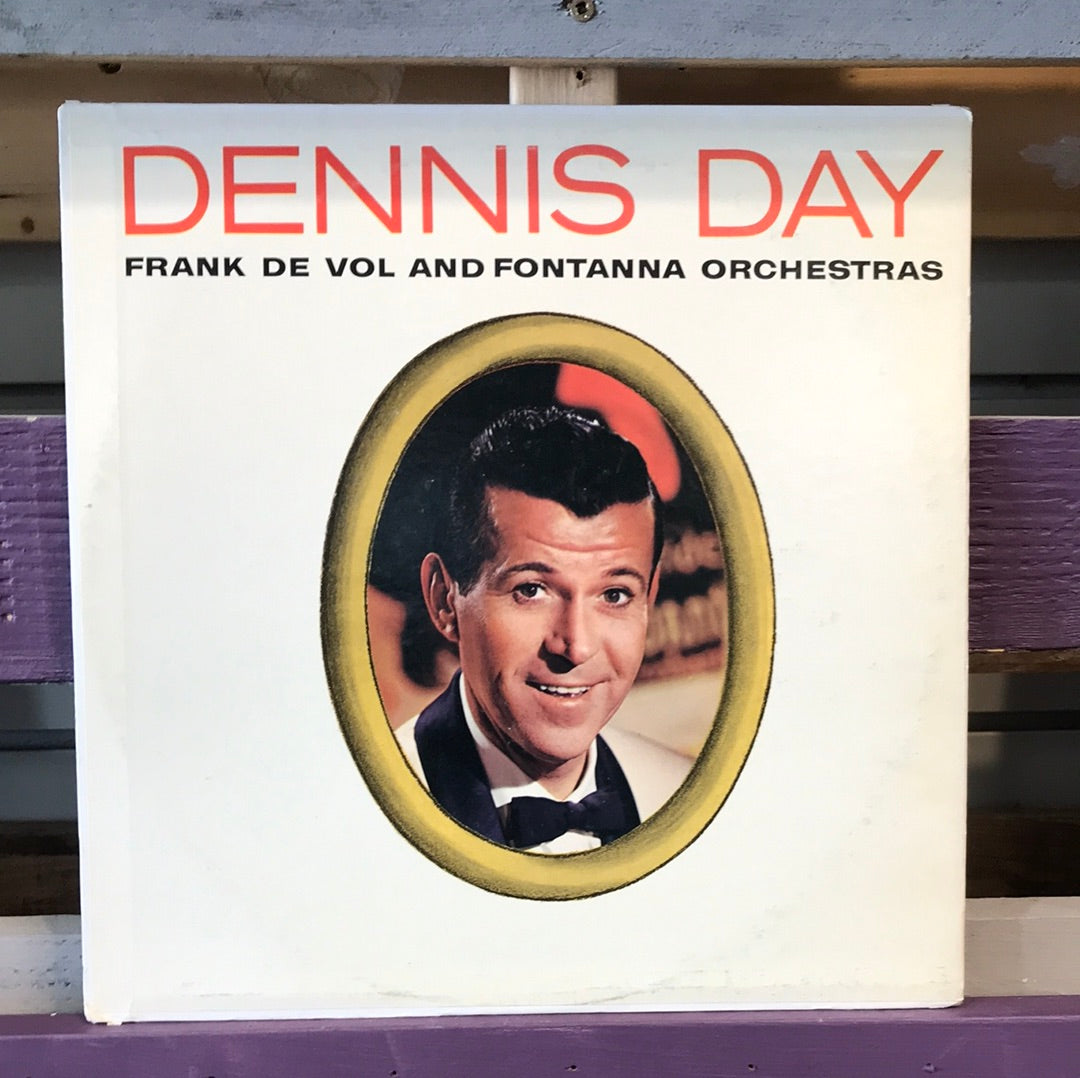 DENNIS DAY
FRANK DE VOL AND FONTANNA ORCHESTRAS